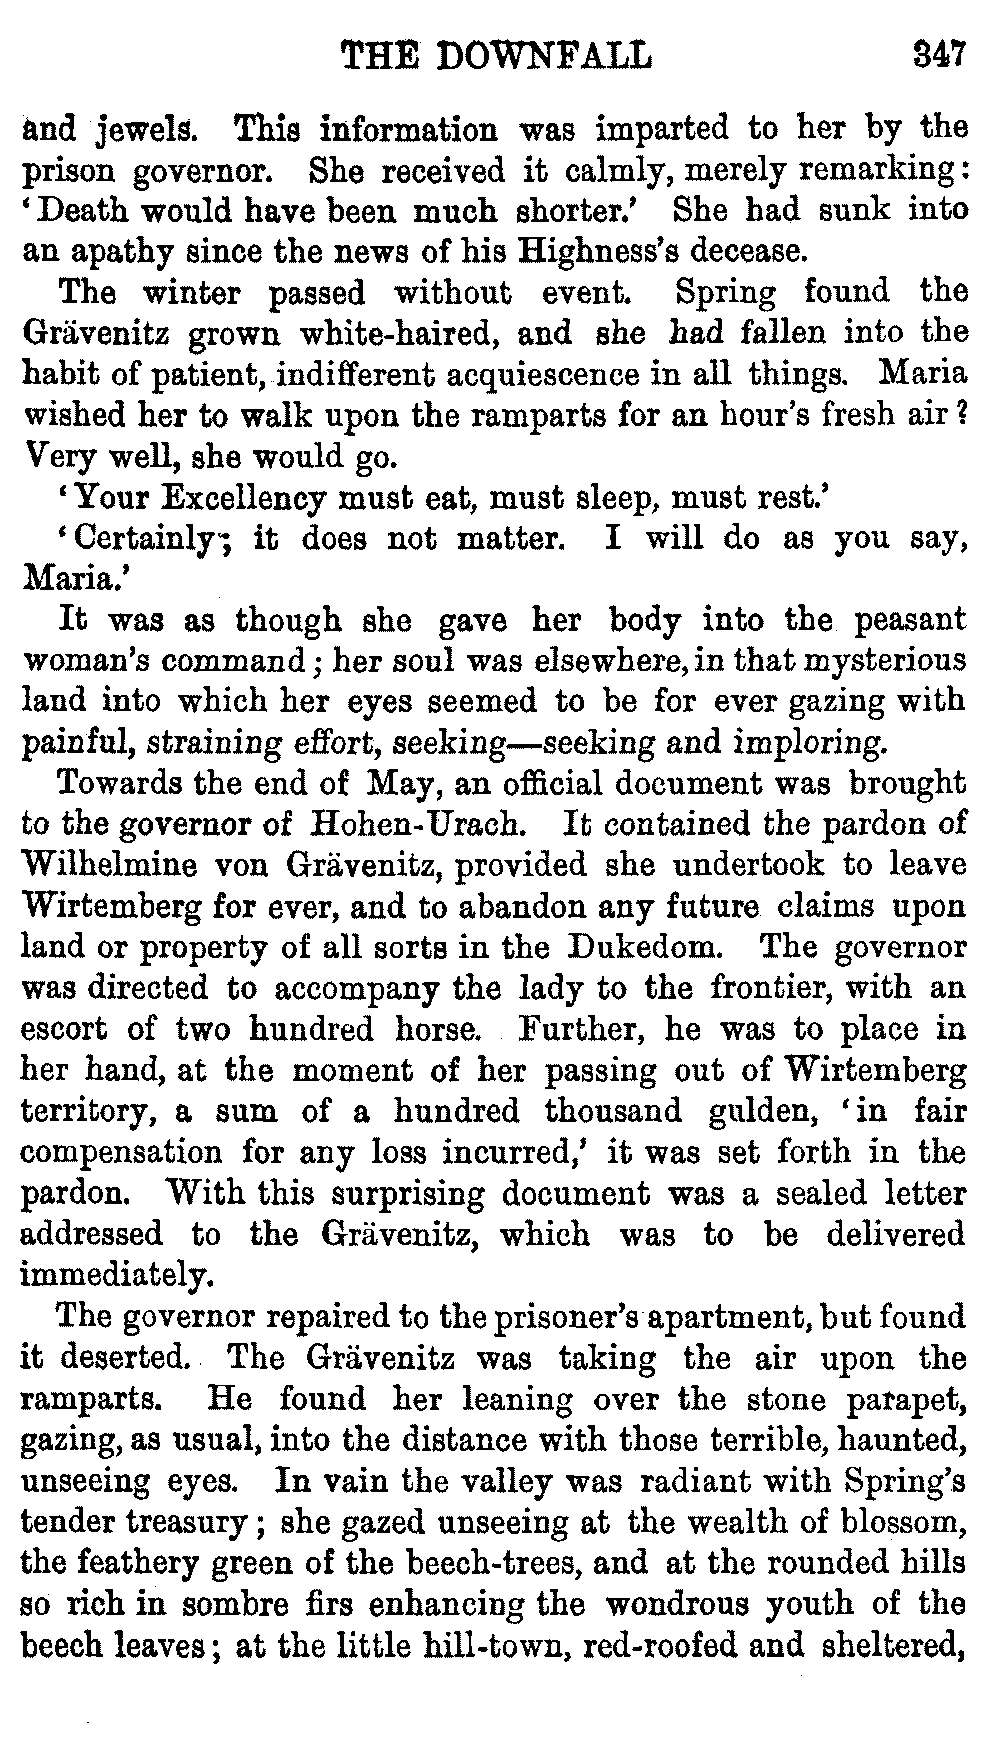 THE DOWNFALL 347
and jewels. This information was imparted to her by the
prison governor. She received it calmly, merely remarking:
‘Death would have been much shorter.’ She had sunk into
an apathy since the news of his Highness's decease.
The winter passed without event. Spring found the
Grävenitz grown white-haired, and she had fallen into the
habit of patient, indifferent acquiescence in all things. Maria
wished her to walk upon the ramparts for an hour's fresh air?
Very well, she would go.
‘Your Excellency must eat, must sleep, must rest.’
‘Certainly; it does not matter. I will do as you say,
Maria.’
It was as though she gave her body into the peasant
woman's command; her soul was elsewhere, in that mysterious
land into which her eyes seemed to be for ever gazing with
painful, straining effort, seeking—seeking and imploring.
Towards the end of May, an official document was brought
to the governor of Hohen-Urach. It contained the pardon of
Wilhelmine von Grävenitz, provided she undertook to leave
Wirtemberg for ever, and to abandon any future claims upon
land or property of all sorts in the Dukedom. The governor
was directed to accompany the lady to the frontier, with an
escort of two hundred horse. Further, he was to place in
her hand, at the moment of her passing out of Wirtemberg
territory, a sum of a hundred thousand gulden, ‘in fair
compensation for any loss incurred,’ it was set forth in the
pardon. With this surprising document was a sealed letter
addressed to the Grävenitz, which was to be delivered
immediately.
The governor repaired to the prisoner's apartment, but found
it deserted. The Grävenitz was taking the air upon the
ramparts. He found her leaning over the stone parapet,
gazing, as usual, into the distance with those terrible, haunted,
unseeing eyes. In vain the valley was radiant with Spring's
tender treasury; she gazed unseeing at the wealth of blossom,
the feathery green of the beech-trees, and at the rounded hills
so rich in sombre firs enhancing the wondrous youth of the
beech leaves; at the little hill-town, red-roofed and sheltered,